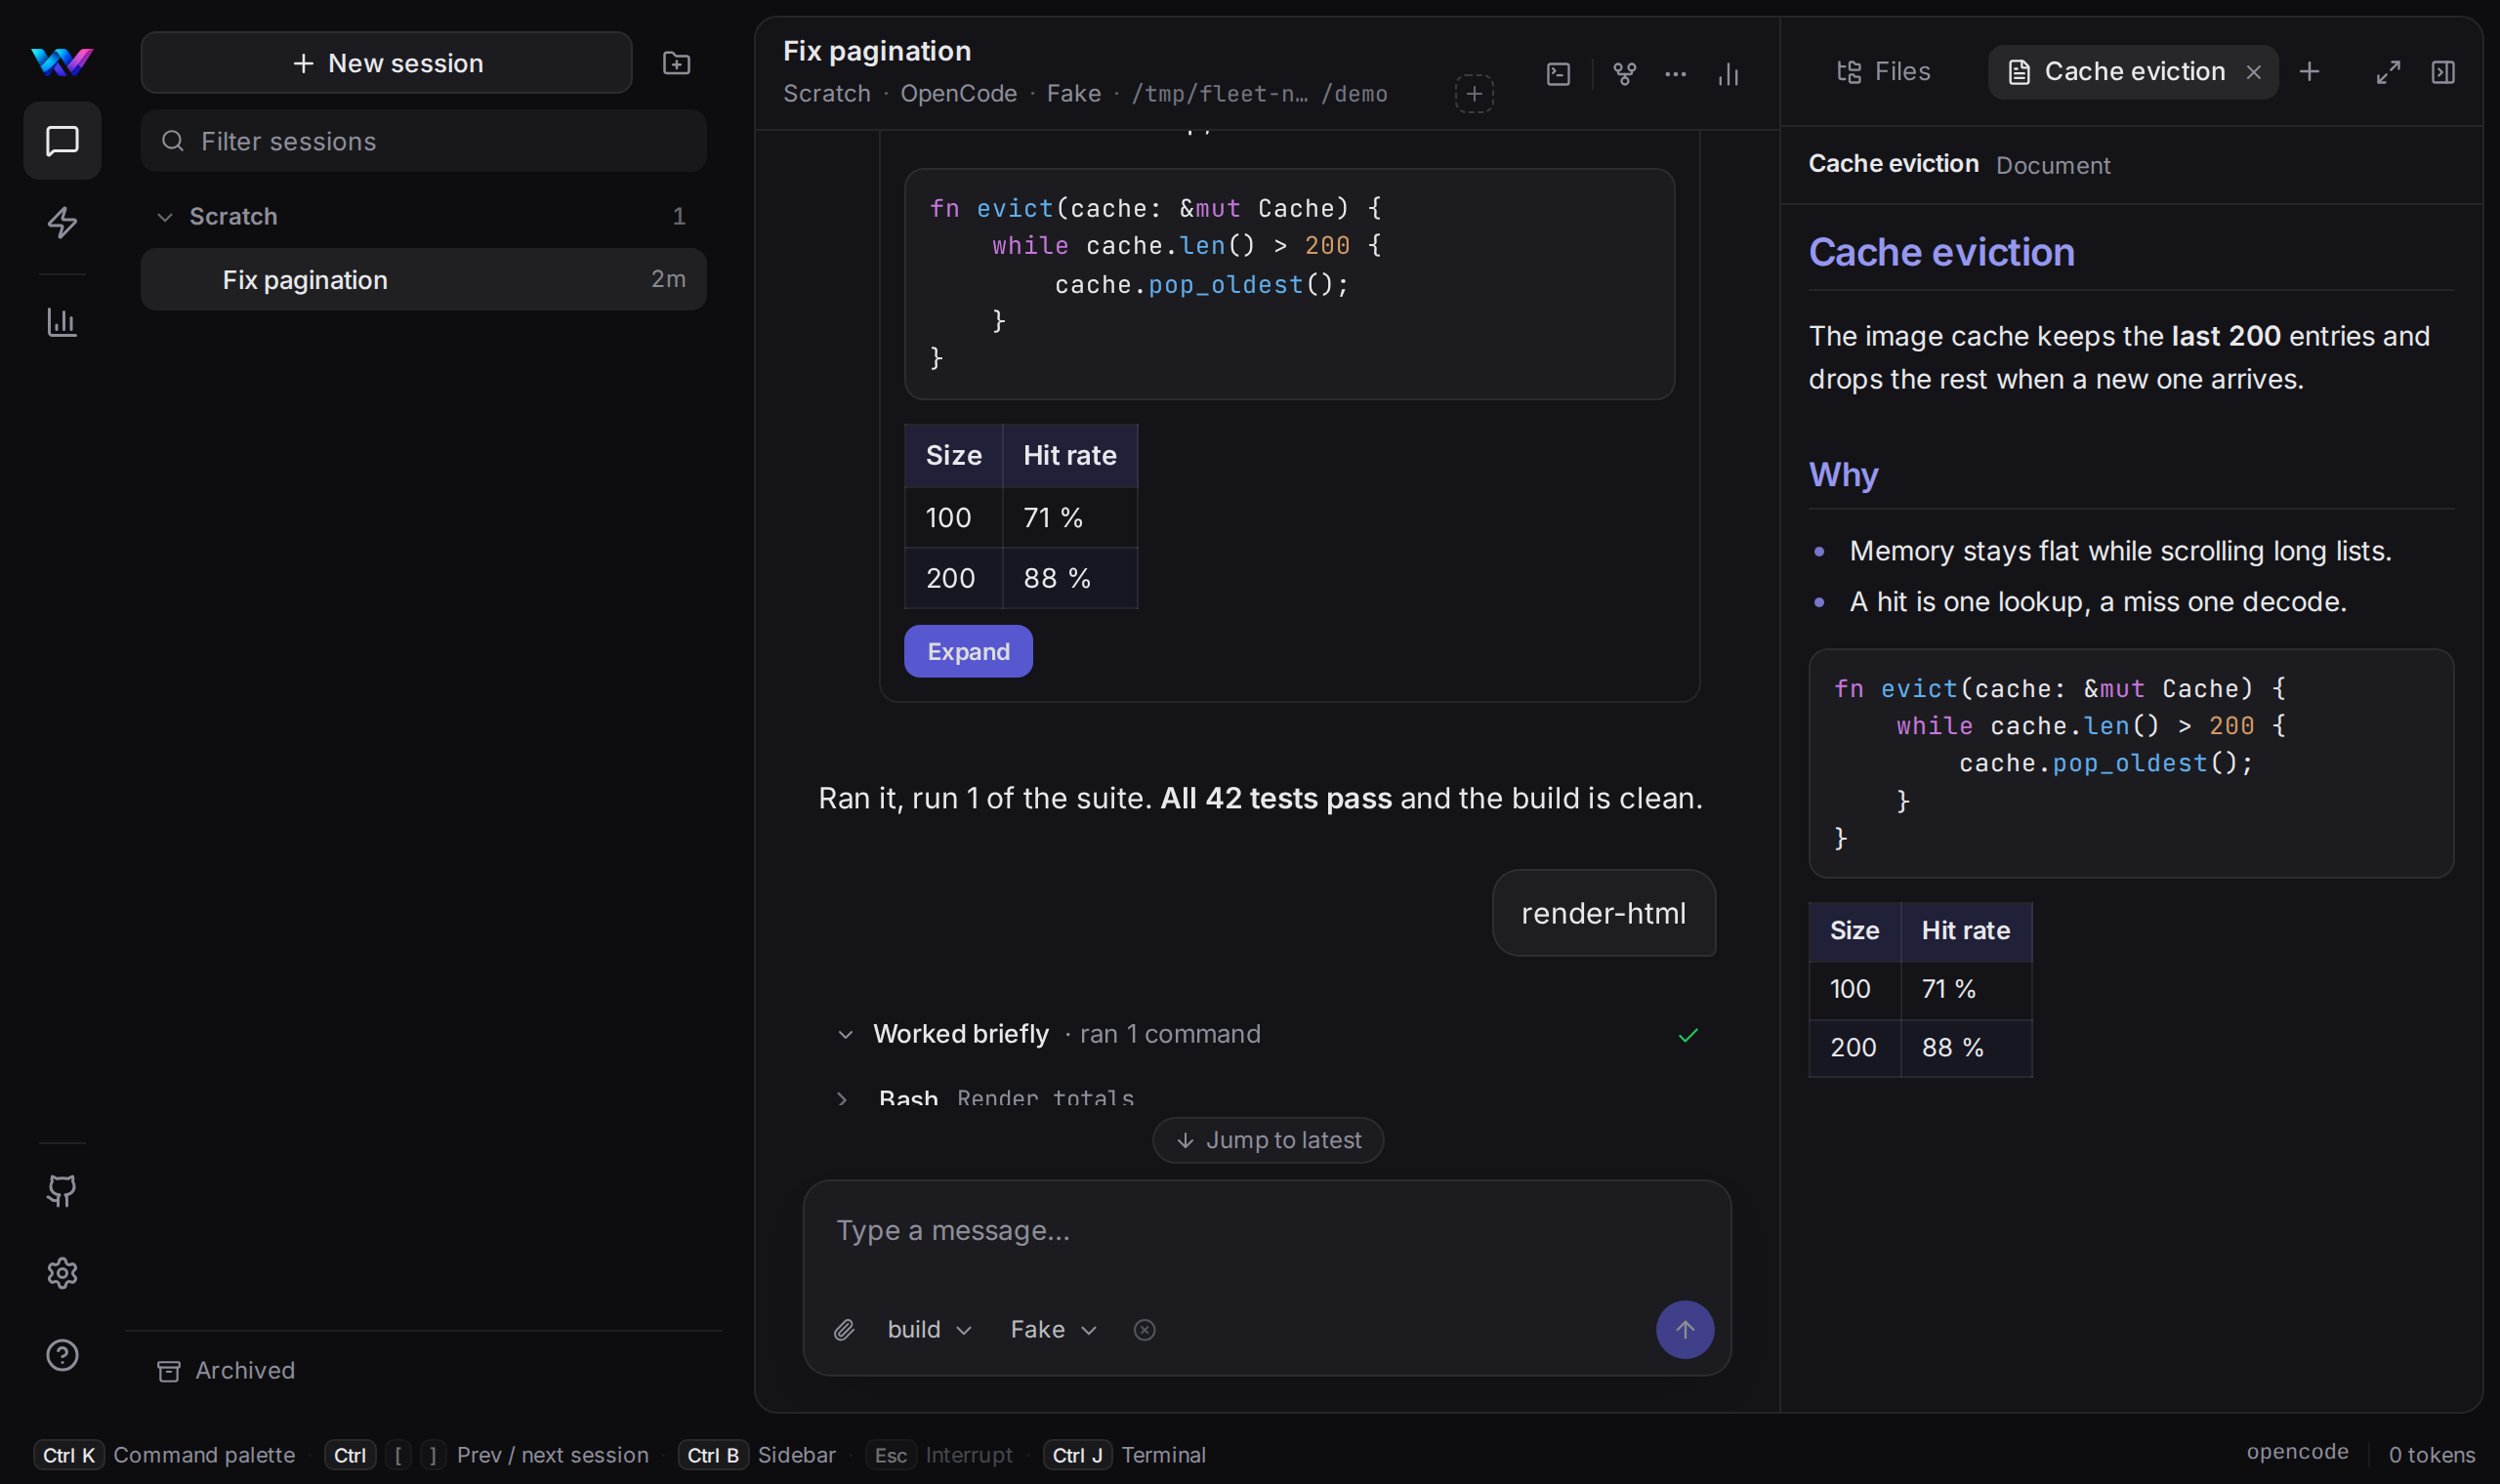 New session
Filter sessions
Scratch 1
Fix pagination 2m
Archived
Fix pagination
Scratch · OpenCode · Fake · /tmp/fleet-n… /demo
fn evict(cache: &mut Cache) {
    while cache.len() > 200 {
        cache.pop_oldest();
    }
}
Size Hit rate
100 71 %
200 88 %
Expand
Ran it, run 1 of the suite. All 42 tests pass and the build is clean.
render-html
Worked briefly · ran 1 command
Bash Render totals
Jump to latest
Type a message...
build Fake
Files Cache eviction
Cache eviction Document
Cache eviction
The image cache keeps the last 200 entries and
drops the rest when a new one arrives.
Why
• Memory stays flat while scrolling long lists.
• A hit is one lookup, a miss one decode.
fn evict(cache: &mut Cache) {
    while cache.len() > 200 {
        cache.pop_oldest();
    }
}
Size Hit rate
100 71 %
200 88 %
Ctrl K Command palette · Ctrl [ ] Prev / next session · Ctrl B Sidebar · Esc Interrupt · Ctrl J Terminal
opencode 0 tokens